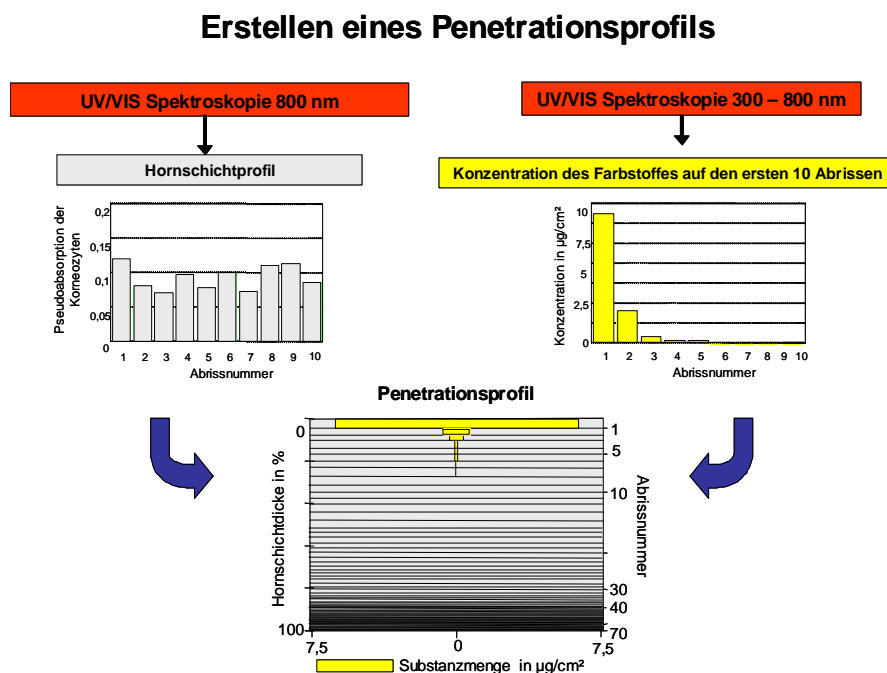 Erstellen eines Penetrationsprofils
UV/VIS Spektroskopie 800 nm
UV/VIS Spektroskopie 300 – 800 nm
Hornschichtprofil
Konzentration des Farbstoffes auf den ersten 10 Abrissen
Pseudoabsorption der
Korneozyten
0,2
0,15
0,1
0,05
0
1 2 3 4 5 6 7 8 9 10
Abrissnummer
Konzentration in µg/cm²
10
7,5
5
2,5
0
1 2 3 4 5 6 7 8 9 10
Abrissnummer
Penetrationsprofil
Hornschichtdicke in %
0
100
1
5
10
30
40
70
Abrissnummer
7,5 0 7,5
Substanzmenge in µg/cm²